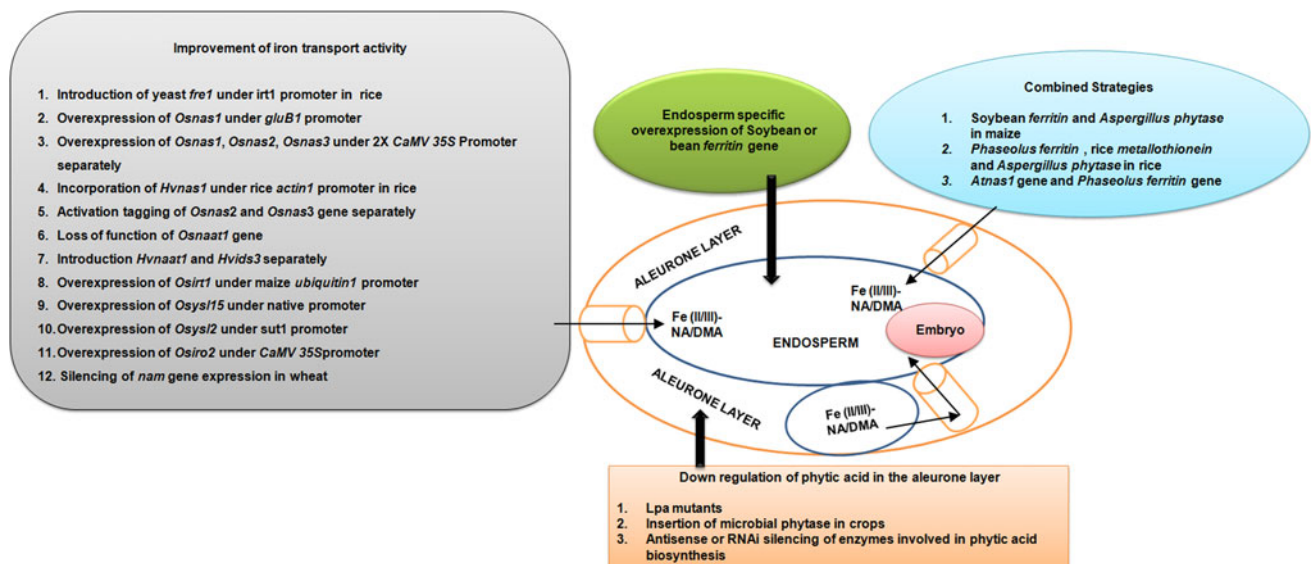 Improvement of iron transport activity
1. Introduction of yeast fre1 under irt1 promoter in rice
2. Overexpression of Osnas1 under gluB1 promoter
3. Overexpression of Osnas1, Osnas2, Osnas3 under 2X CaMV 35S Promoter
separately
4. Incorporation of Hvnas1 under rice actin1 promoter in rice
5. Activation tagging of Osnas2 and Osnas3 gene separately
6. Loss of function of Osnaat1 gene
7. Introduction Hvnaat1 and Hvids3 separately
8. Overexpression of Osirt1 under maize ubiquitin1 promoter
9. Overexpression of Osysl15 under native promoter
10. Overexpression of Osysl2 under sut1 promoter
11. Overexpression of Osiro2 under CaMV 35Spromoter
12. Silencing of nam gene expression in wheat
Endosperm specific
overexpression of Soybean or
bean ferritin gene
Combined Strategies
1. Soybean ferritin and Aspergillus phytase
in maize
2. Phaseolus ferritin , rice metallothionein
and Aspergillus phytase in rice
3. Atnas1 gene and Phaseolus ferritin gene
ALEURONE LAYER
Fe (II/III)-
NA/DMA
Fe (II/III)-
NA/DMA
ENDOSPERM
Embryo
ALEURONE LAYER
Fe (II/III)-
NA/DMA
Down regulation of phytic acid in the aleurone layer
1. Lpa mutants
2. Insertion of microbial phytase in crops
3. Antisense or RNAi silencing of enzymes involved in phytic acid
biosynthesis